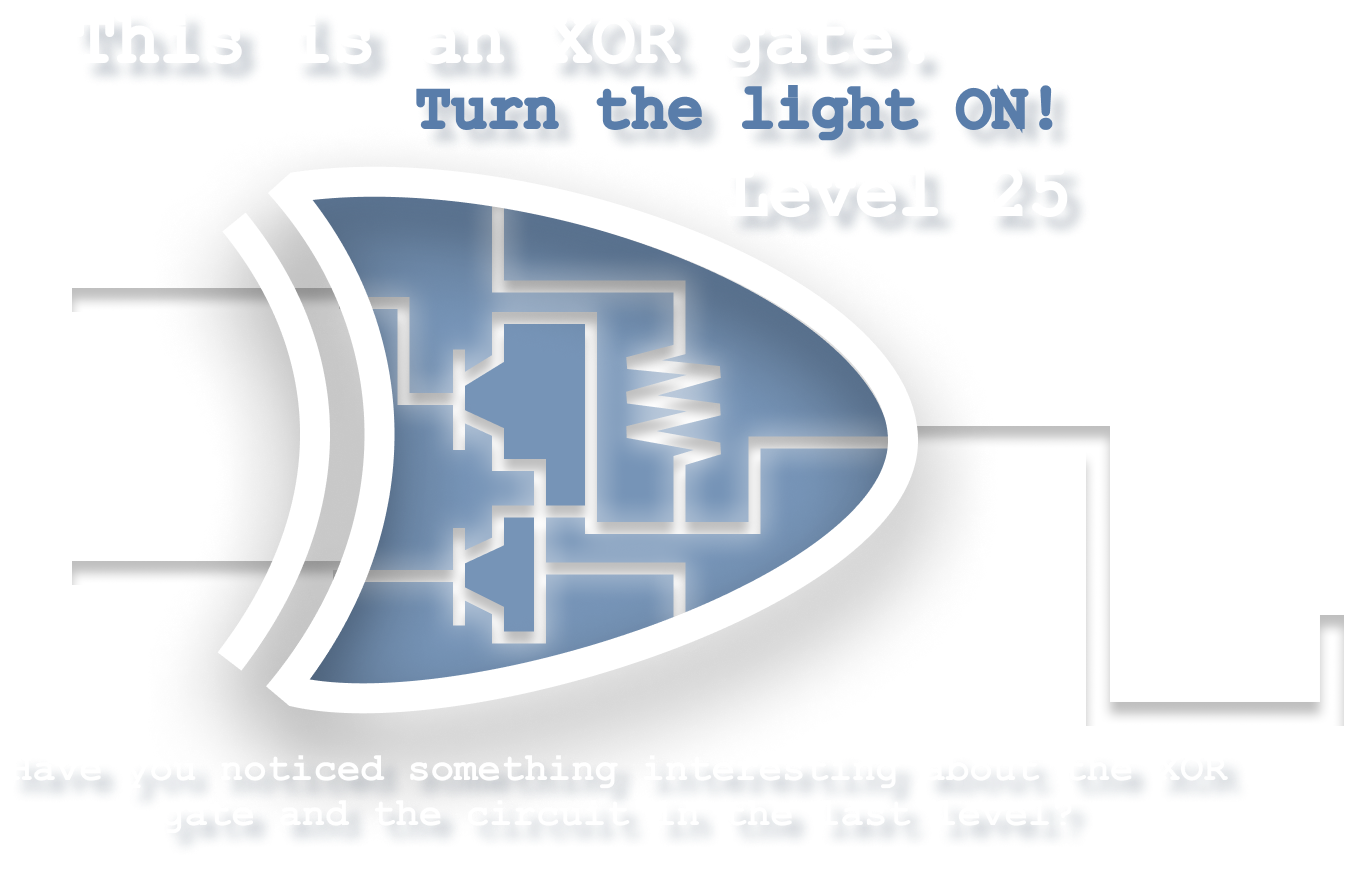 This is an XOR gate.
Turn the light ON!
Level 25
Have you noticed something interesting about the XOR
gate and the circuit in the last level?